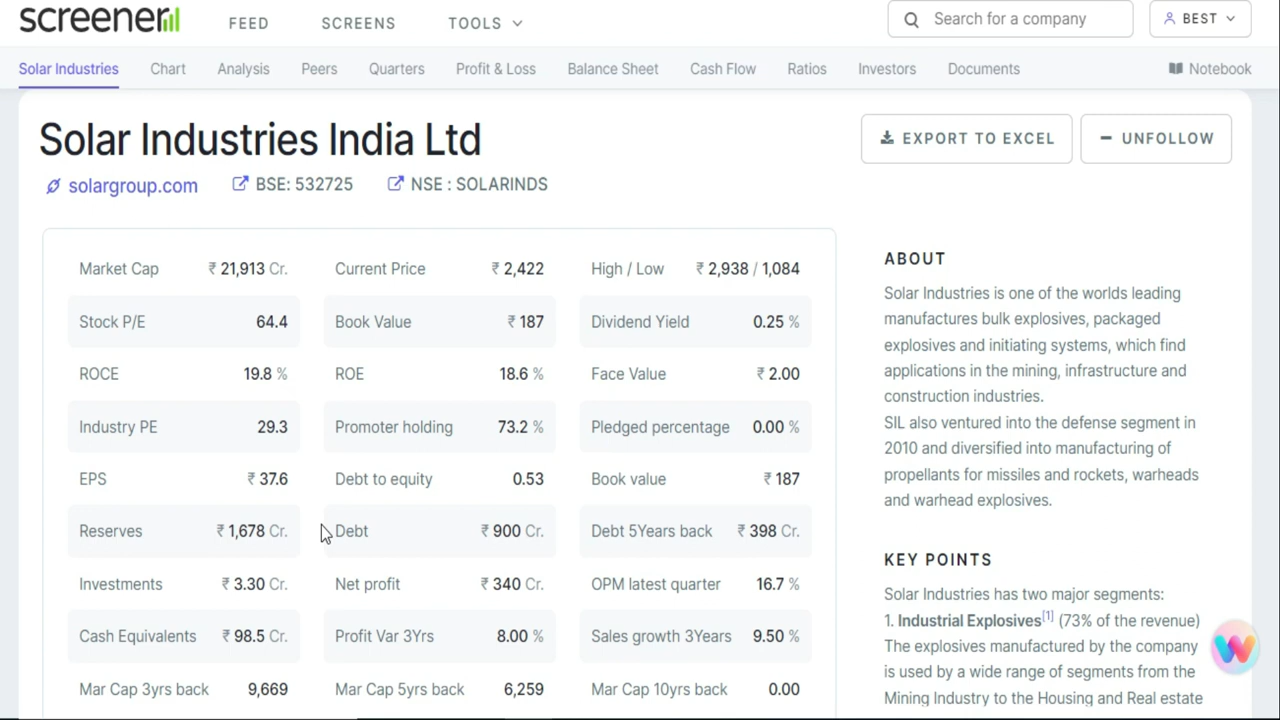 screener
FEED SCREENS TOOLS
Search for a company
BEST
Solar Industries Chart Analysis Peers Quarters Profit & Loss Balance Sheet Cash Flow Ratios Investors Documents Notebook
Solar Industries India Ltd
EXPORT TO EXCEL UNFOLLOW
solargroup.com BSE: 532725 NSE : SOLARINDS
Market Cap ₹ 21,913 Cr. Current Price ₹ 2,422 High / Low ₹ 2,938 / 1,084
Stock P/E 64.4 Book Value ₹ 187 Dividend Yield 0.25 %
ROCE 19.8 % ROE 18.6 % Face Value ₹ 2.00
Industry PE 29.3 Promoter holding 73.2 % Pledged percentage 0.00 %
EPS ₹ 37.6 Debt to equity 0.53 Book value ₹ 187
Reserves ₹ 1,678 Cr. Debt ₹ 900 Cr. Debt 5Years back ₹ 398 Cr.
Investments ₹ 3.30 Cr. Net profit ₹ 340 Cr. OPM latest quarter 16.7 %
Cash Equivalents ₹ 98.5 Cr. Profit Var 3Yrs 8.00 % Sales growth 3Years 9.50 %
Mar Cap 3yrs back 9,669 Mar Cap 5yrs back 6,259 Mar Cap 10yrs back 0.00
ABOUT
Solar Industries is one of the worlds leading
manufactures bulk explosives, packaged
explosives and initiating systems, which find
applications in the mining, infrastructure and
construction industries.
SIL also ventured into the defense segment in
2010 and diversified into manufacturing of
propellants for missiles and rockets, warheads
and warhead explosives.
KEY POINTS
Solar Industries has two major segments:
1. Industrial Explosives[1] (73% of the revenue)
The explosives manufactured by the company
is used by a wide range of segments from the
Mining Industry to the Housing and Real estate